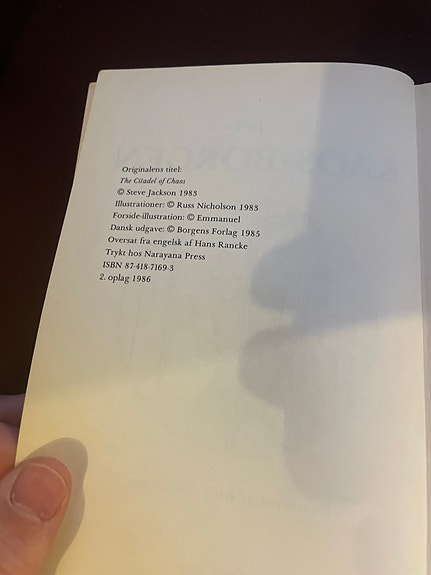 Originalens titel:
The Citadel of Chaos
© Steve Jackson 1983
Illustrationer: © Russ Nicholson 1983
Forside-illustration: © Emmanuel
Dansk udgave: © Borgens Forlag 1985
Oversat fra engelsk af Hans Rancke
Trykt hos Narayana Press
ISBN 87-418-7169-3
2. oplag 1986